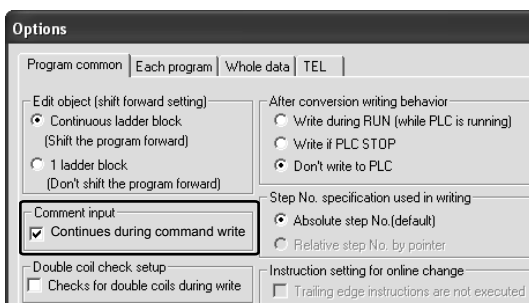 Options
Program common
Each program
Whole data
TEL
Edit object (shift forward setting)
Continuous ladder block
(Shift the program forward)
1 ladder block
(Don't shift the program forward)
Comment input
Continues during command write
Double coil check setup
Checks for double coils during write
After conversion writing behavior
Write during RUN (while PLC is running)
Write if PLC STOP
Don't write to PLC
Step No. specification used in writing
Absolute step No.(default)
Relative step No. by pointer
Instruction setting for online change
Trailing edge instructions are not executed